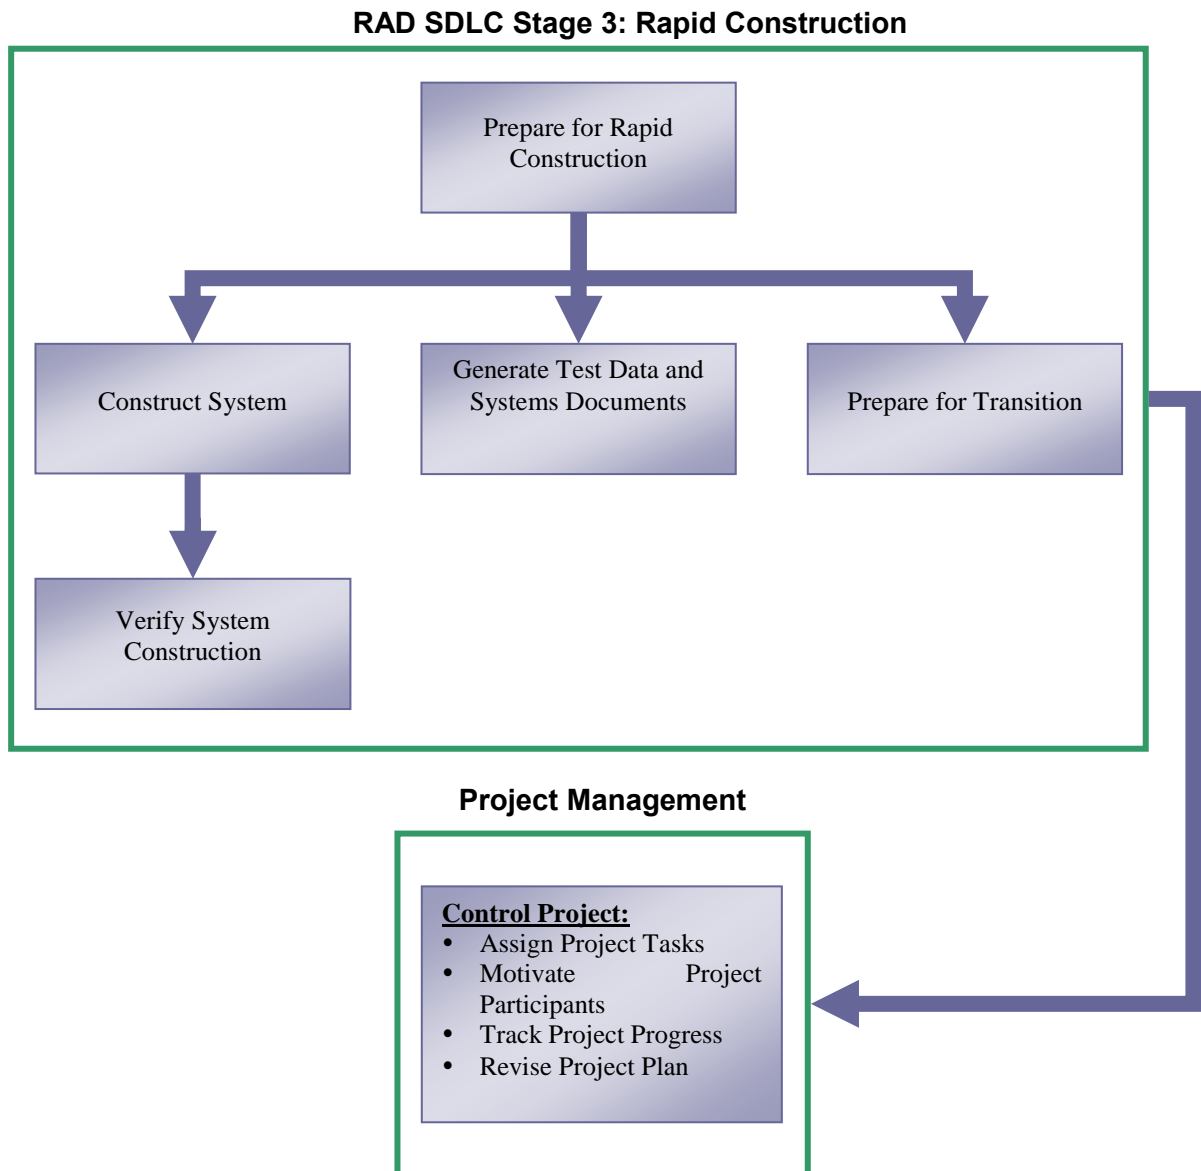 RAD SDLC Stage 3: Rapid Construction
Prepare for Rapid
Construction
Construct System
Generate Test Data and
Systems Documents
Prepare for Transition
Verify System
Construction
Project Management
Control Project:
• Assign Project Tasks
• Motivate Project
Participants
• Track Project Progress
• Revise Project Plan